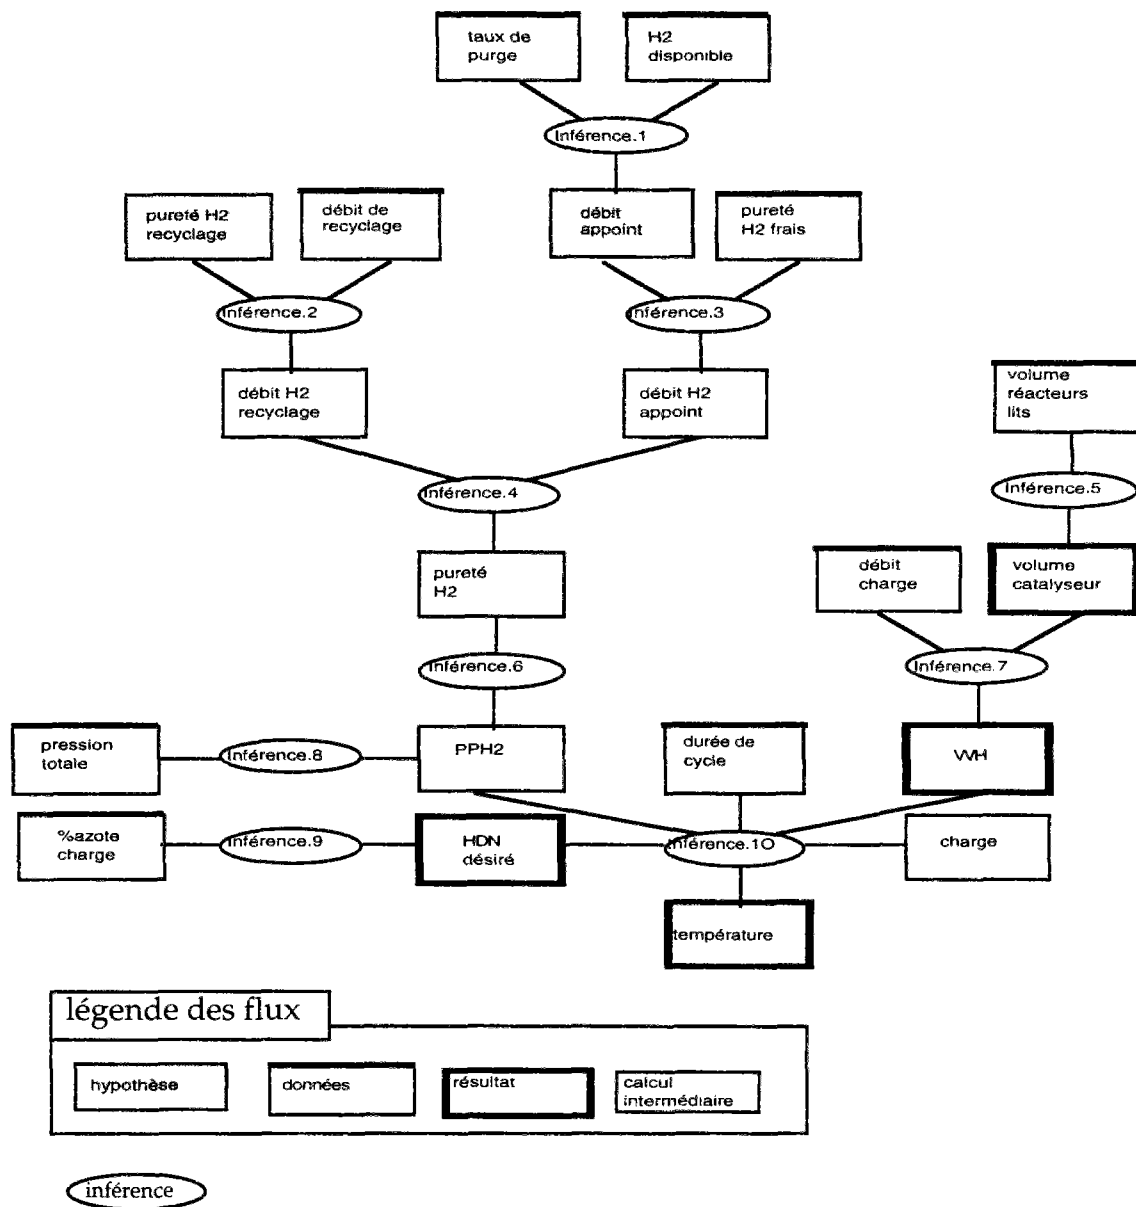 taux de
purge
H2
disponible
Inférence.1
pureté H2
recyclage
débit de
recyclage
débit
appoint
pureté
H2 frais
Inférence.2
Inférence.3
débit H2
recyclage
débit H2
appoint
volume
réacteurs
lits
Inférence.4
Inférence.5
pureté
H2
débit
charge
volume
catalyseur
Inférence.6
Inférence.7
pression
totale
Inférence.8
PPH2
durée de
cycle
VVH
%azote
charge
Inférence.9
HDN
désiré
Inférence.10
charge
température
légende des flux
hypothèse
données
résultat
calcul
intermédiaire
inférence